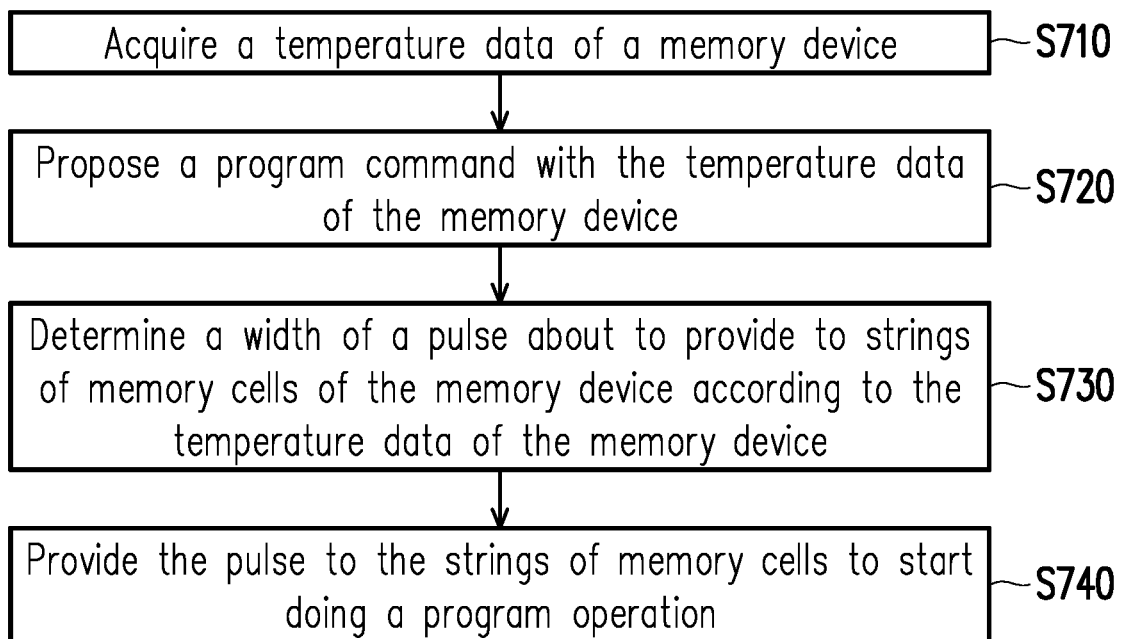 Acquire a temperature data of a memory device
S710
Propose a program command with the temperature data
of the memory device
S720
Determine a width of a pulse about to provide to strings
of memory cells of the memory device according to the
temperature data of the memory device
S730
Provide the pulse to the strings of memory cells to start
doing a program operation
S740